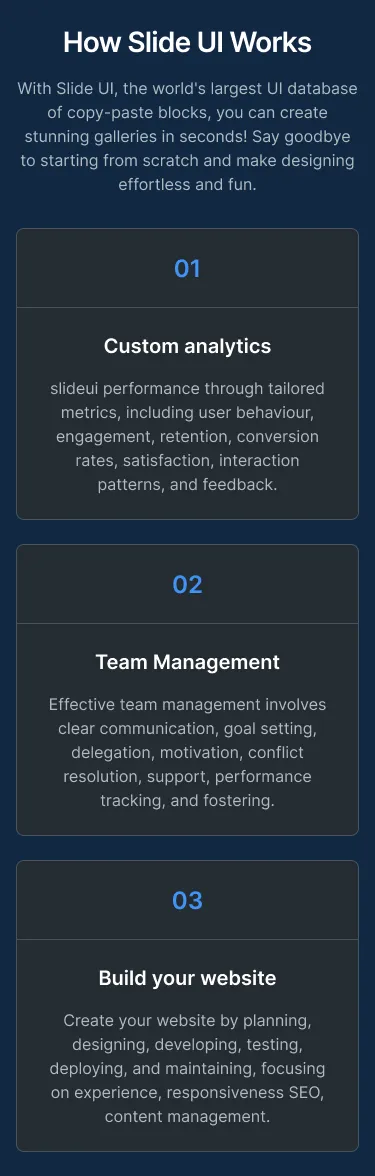 How Slide UI Works
With Slide UI, the world's largest UI database
of copy-paste blocks, you can create
stunning galleries in seconds! Say goodbye
to starting from scratch and make designing
effortless and fun.
01
Custom analytics
slideui performance through tailored
metrics, including user behaviour,
engagement, retention, conversion
rates, satisfaction, interaction
patterns, and feedback.
02
Team Management
Effective team management involves
clear communication, goal setting,
delegation, motivation, conflict
resolution, support, performance
tracking, and fostering.
03
Build your website
Create your website by planning,
designing, developing, testing,
deploying, and maintaining, focusing
on experience, responsiveness SEO,
content management.